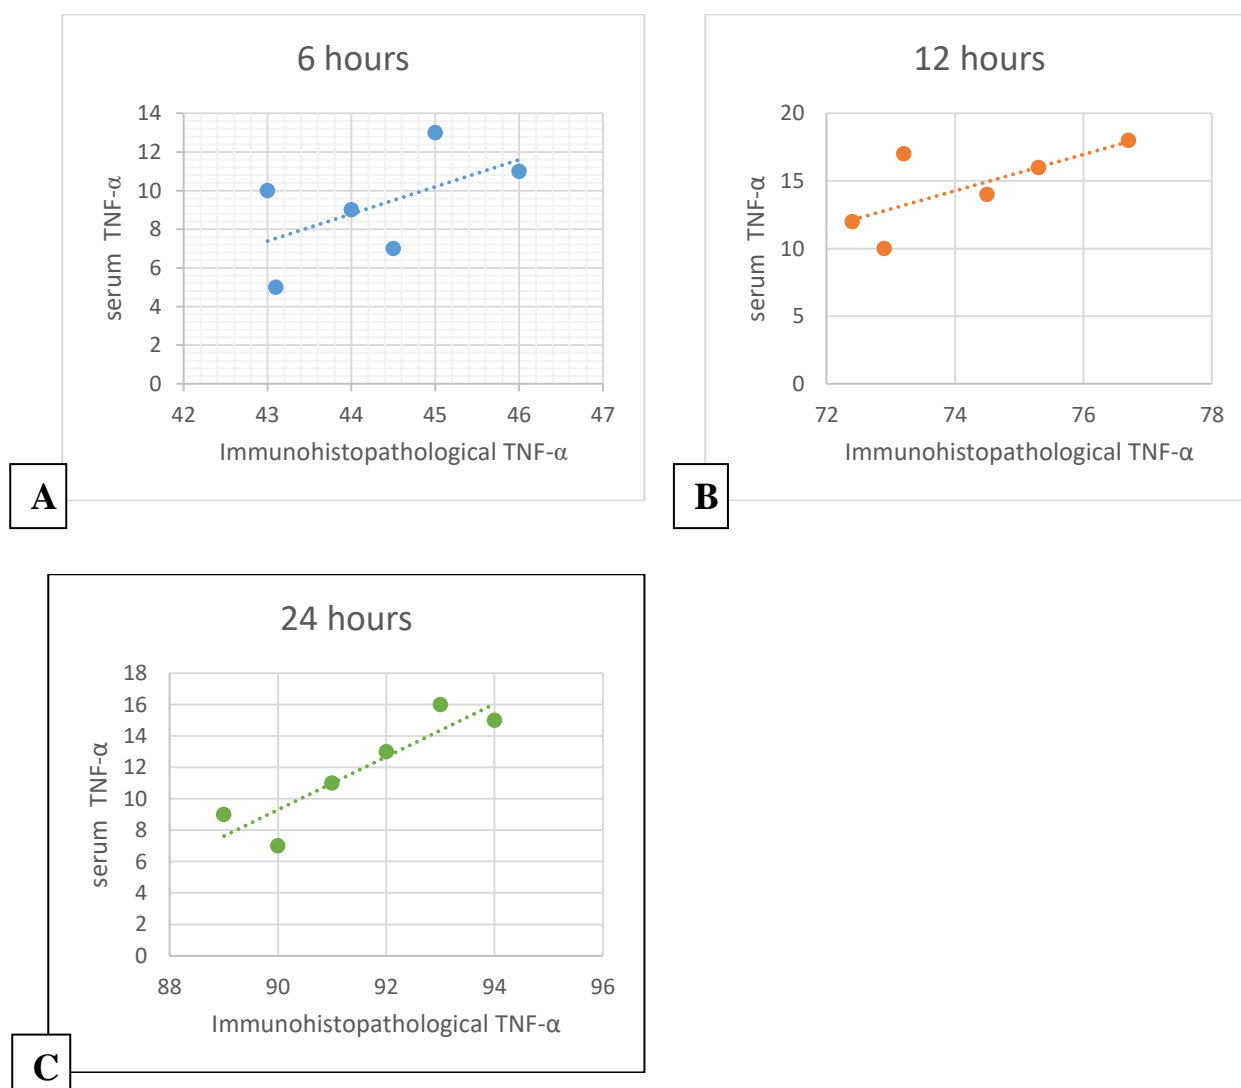 6 hours
14
12
10
8
6
4
2
0
serum TNF-α
42 43 44 45 46 47
Immunohistopathological TNF-α
A
12 hours
20
15
10
5
0
serum TNF-α
72 74 76 78
Immunohistopathological TNF-α
B
24 hours
18
16
14
12
10
8
6
4
2
0
serum TNF-α
88 90 92 94 96
Immunohistopathological TNF-α
C